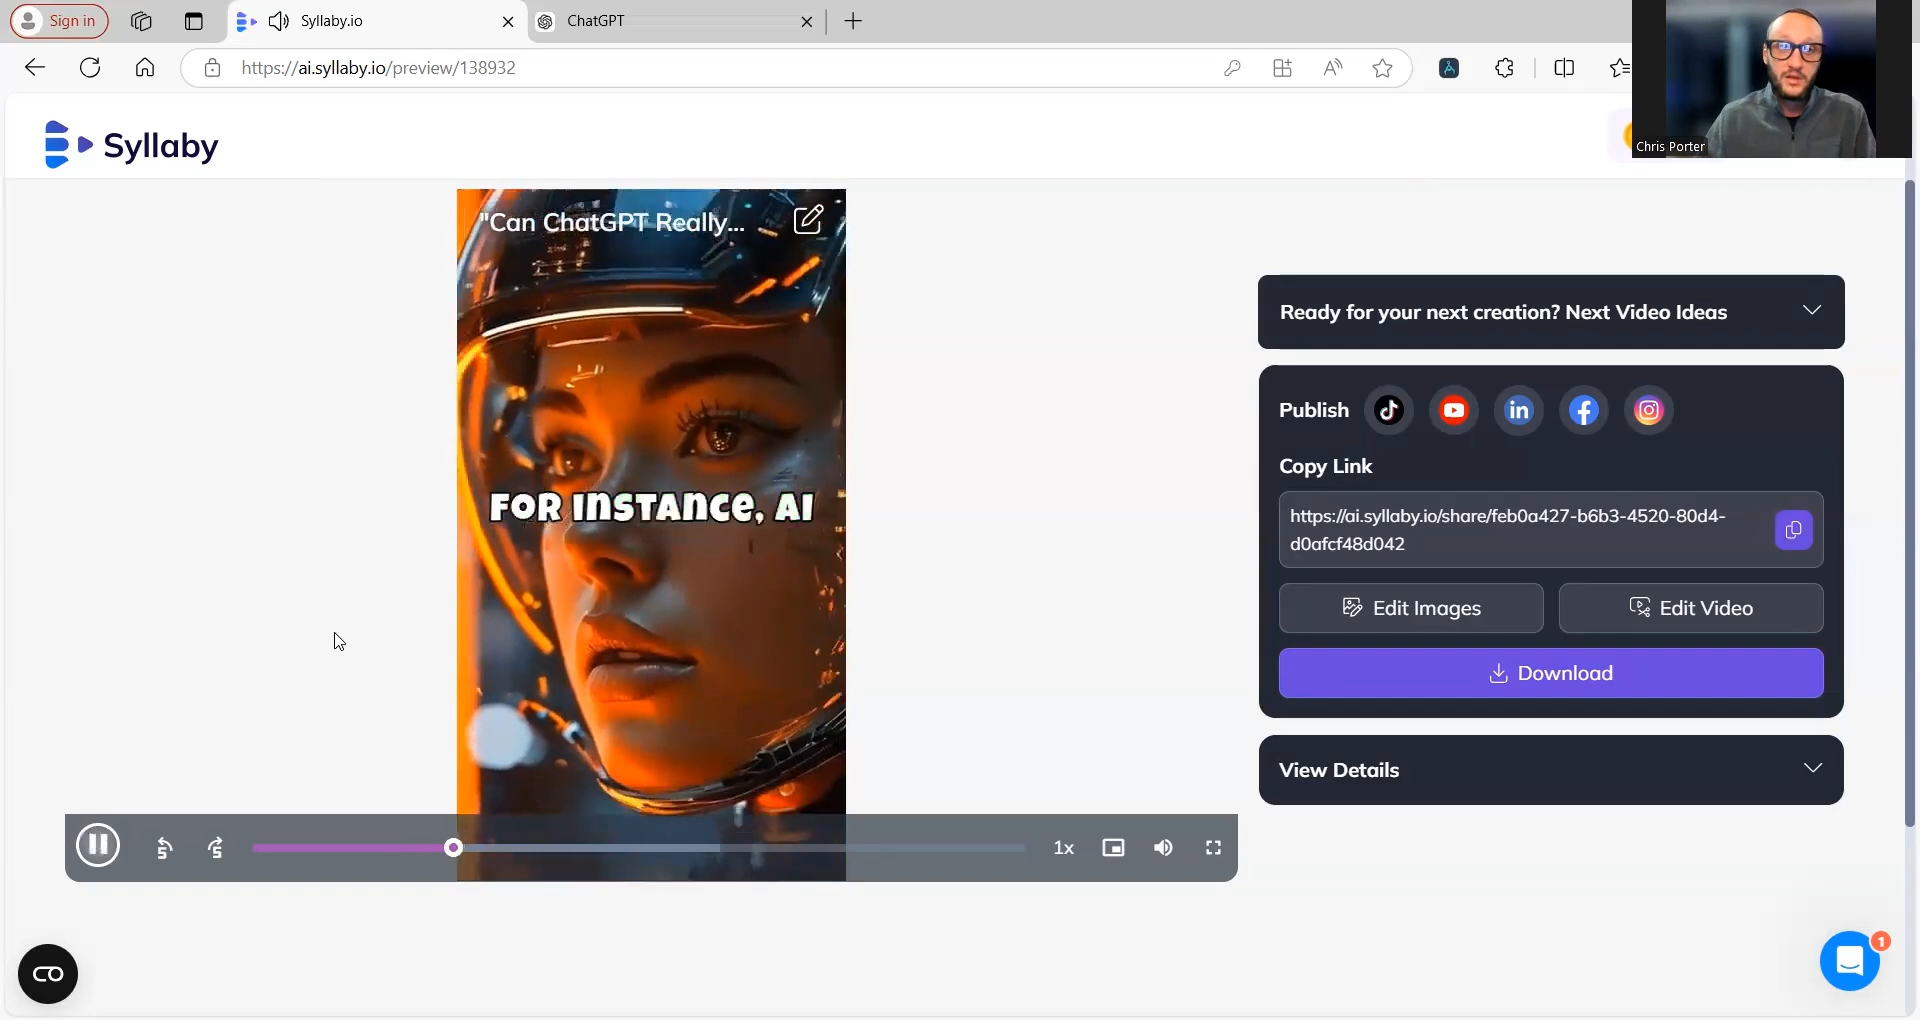 Sign in
Syllaby.io
ChatGPT
https://ai.syllaby.io/preview/138932
Chris Porter
Syllaby
"Can ChatGPT Really...
FOR INSTANCE, AI
Ready for your next creation? Next Video Ideas
Publish
Copy Link
https://ai.syllaby.io/share/feb0a427-b6b3-4520-80d4-
d0afcf48d042
Edit Images
Edit Video
Download
View Details
5
5
1x
1